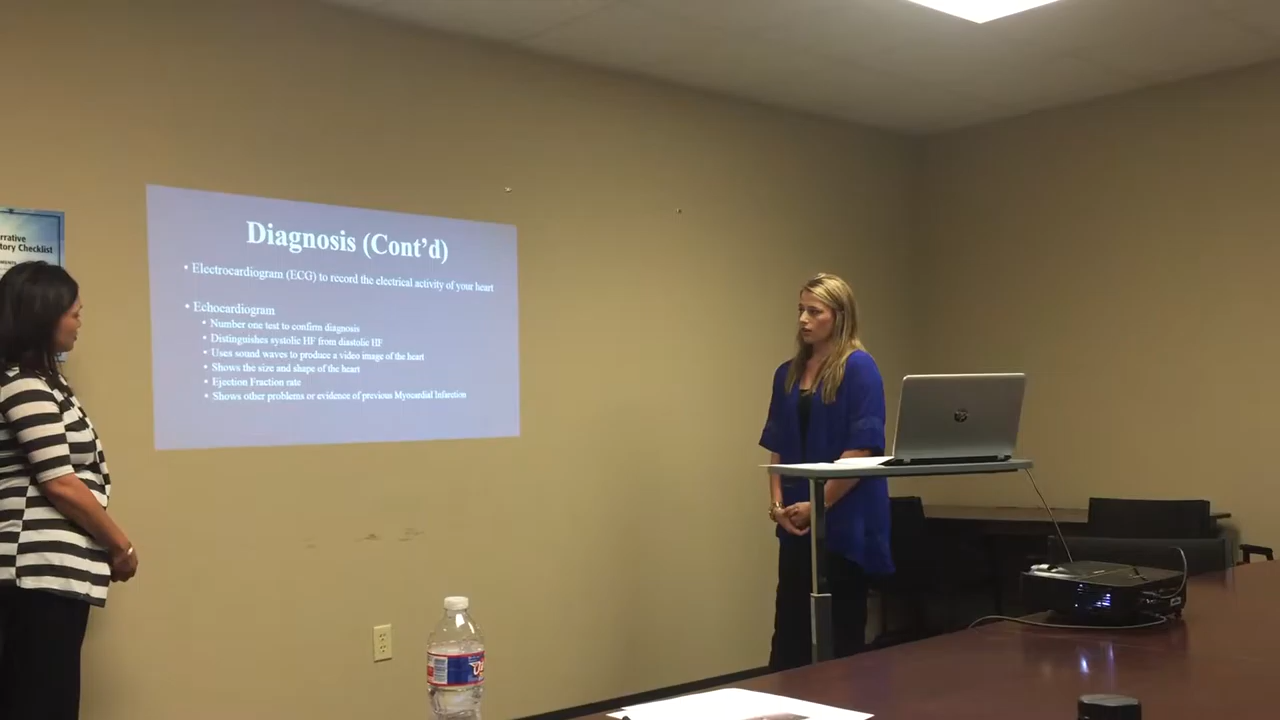 rrative
tory Checklist
Diagnosis (Cont'd)
• Electrocardiogram (ECG) to record the electrical activity of your heart
• Echocardiogram
• Number one test to confirm diagnosis
• Distinguishes systolic HF from diastolic HF
• Uses sound waves to produce a video image of the heart
• Shows the size and shape of the heart
• Ejection Fraction rate
• Shows other problems or evidence of previous Myocardial Infarction
hp